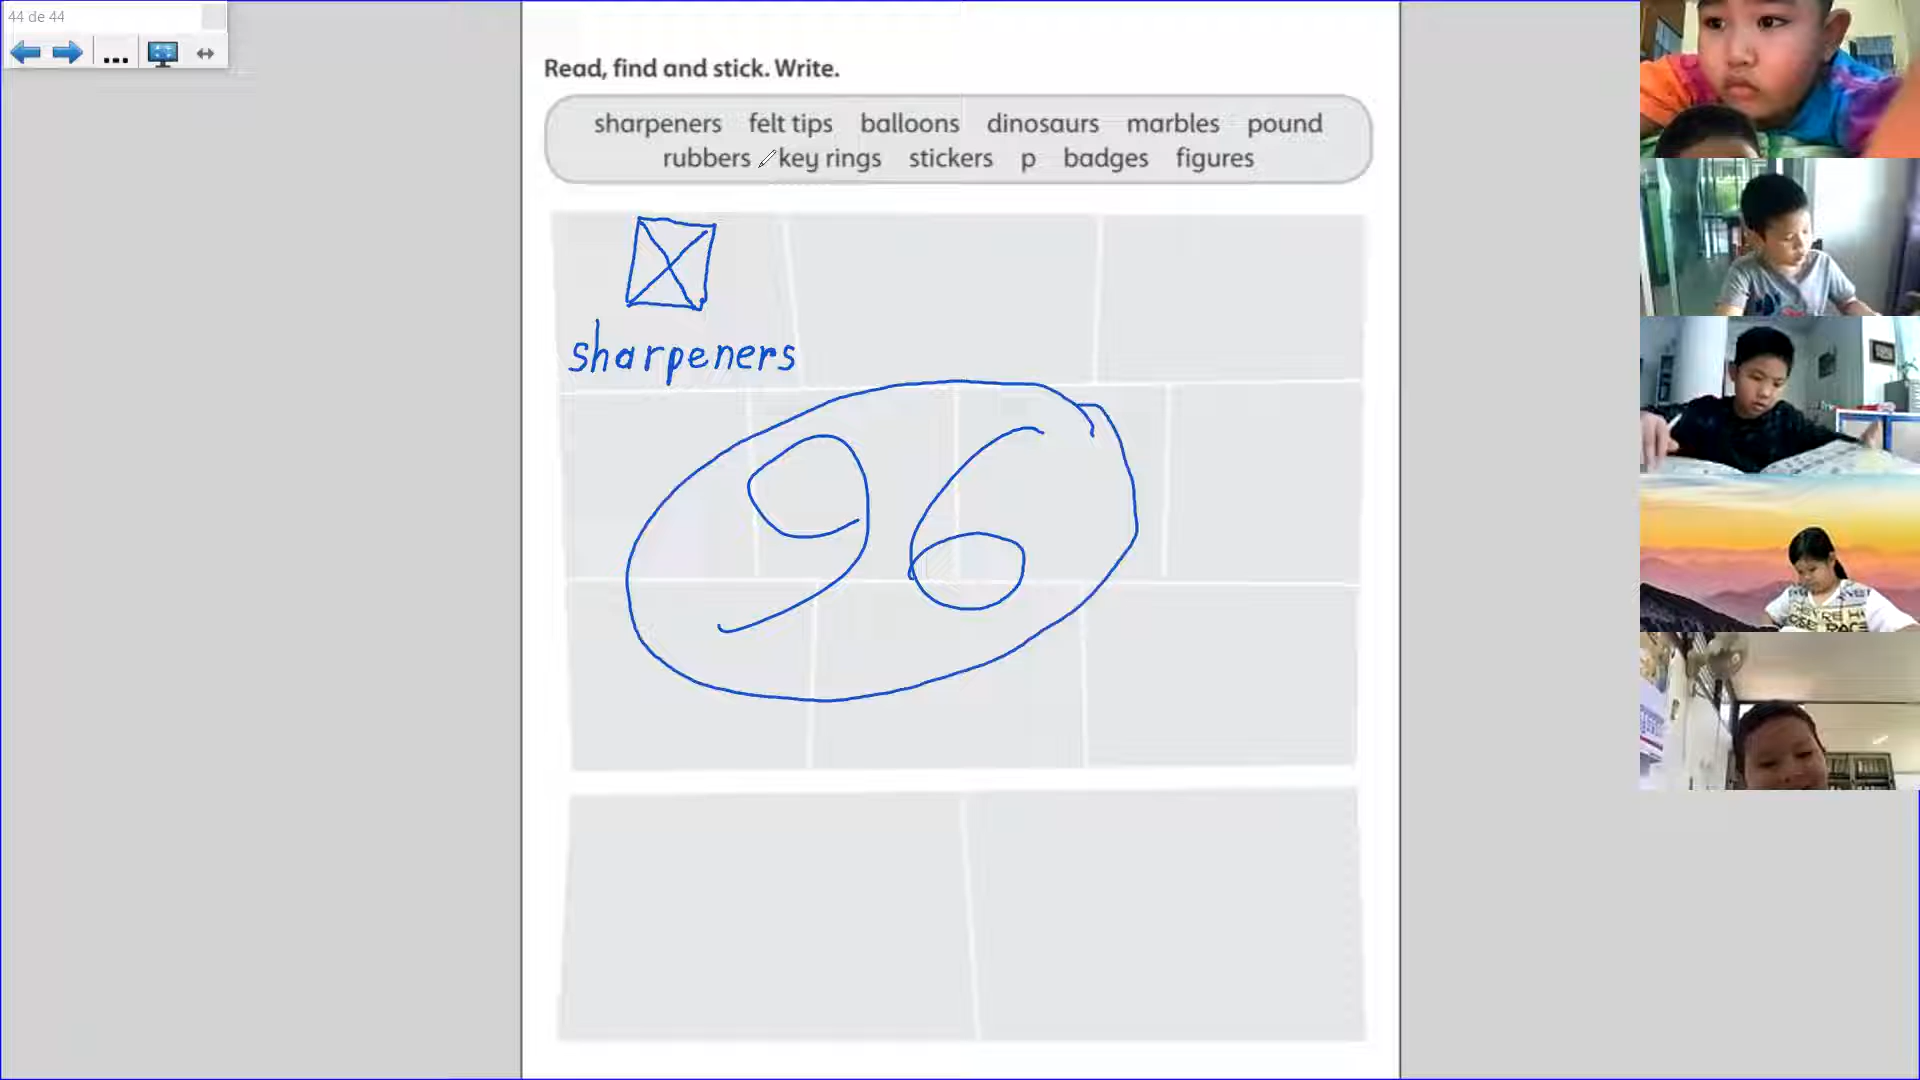 44 de 44
Read, find and stick. Write.
sharpeners felt tips balloons dinosaurs marbles pound
rubbers key rings stickers p badges figures
sharpeners
96